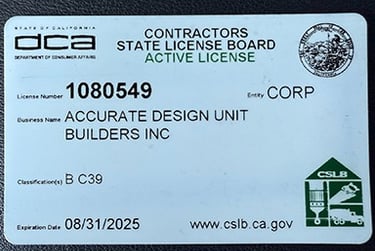 STATE OF CALIFORNIA
dca
DEPARTMENT OF CONSUMER AFFAIRS
CONTRACTORS
STATE LICENSE BOARD
ACTIVE LICENSE
License Number 1080549 Entity CORP
Business Name ACCURATE DESIGN UNIT
BUILDERS INC
Classification(s) B C39
CSLB
Expiration Date 08/31/2025 www.cslb.ca.gov